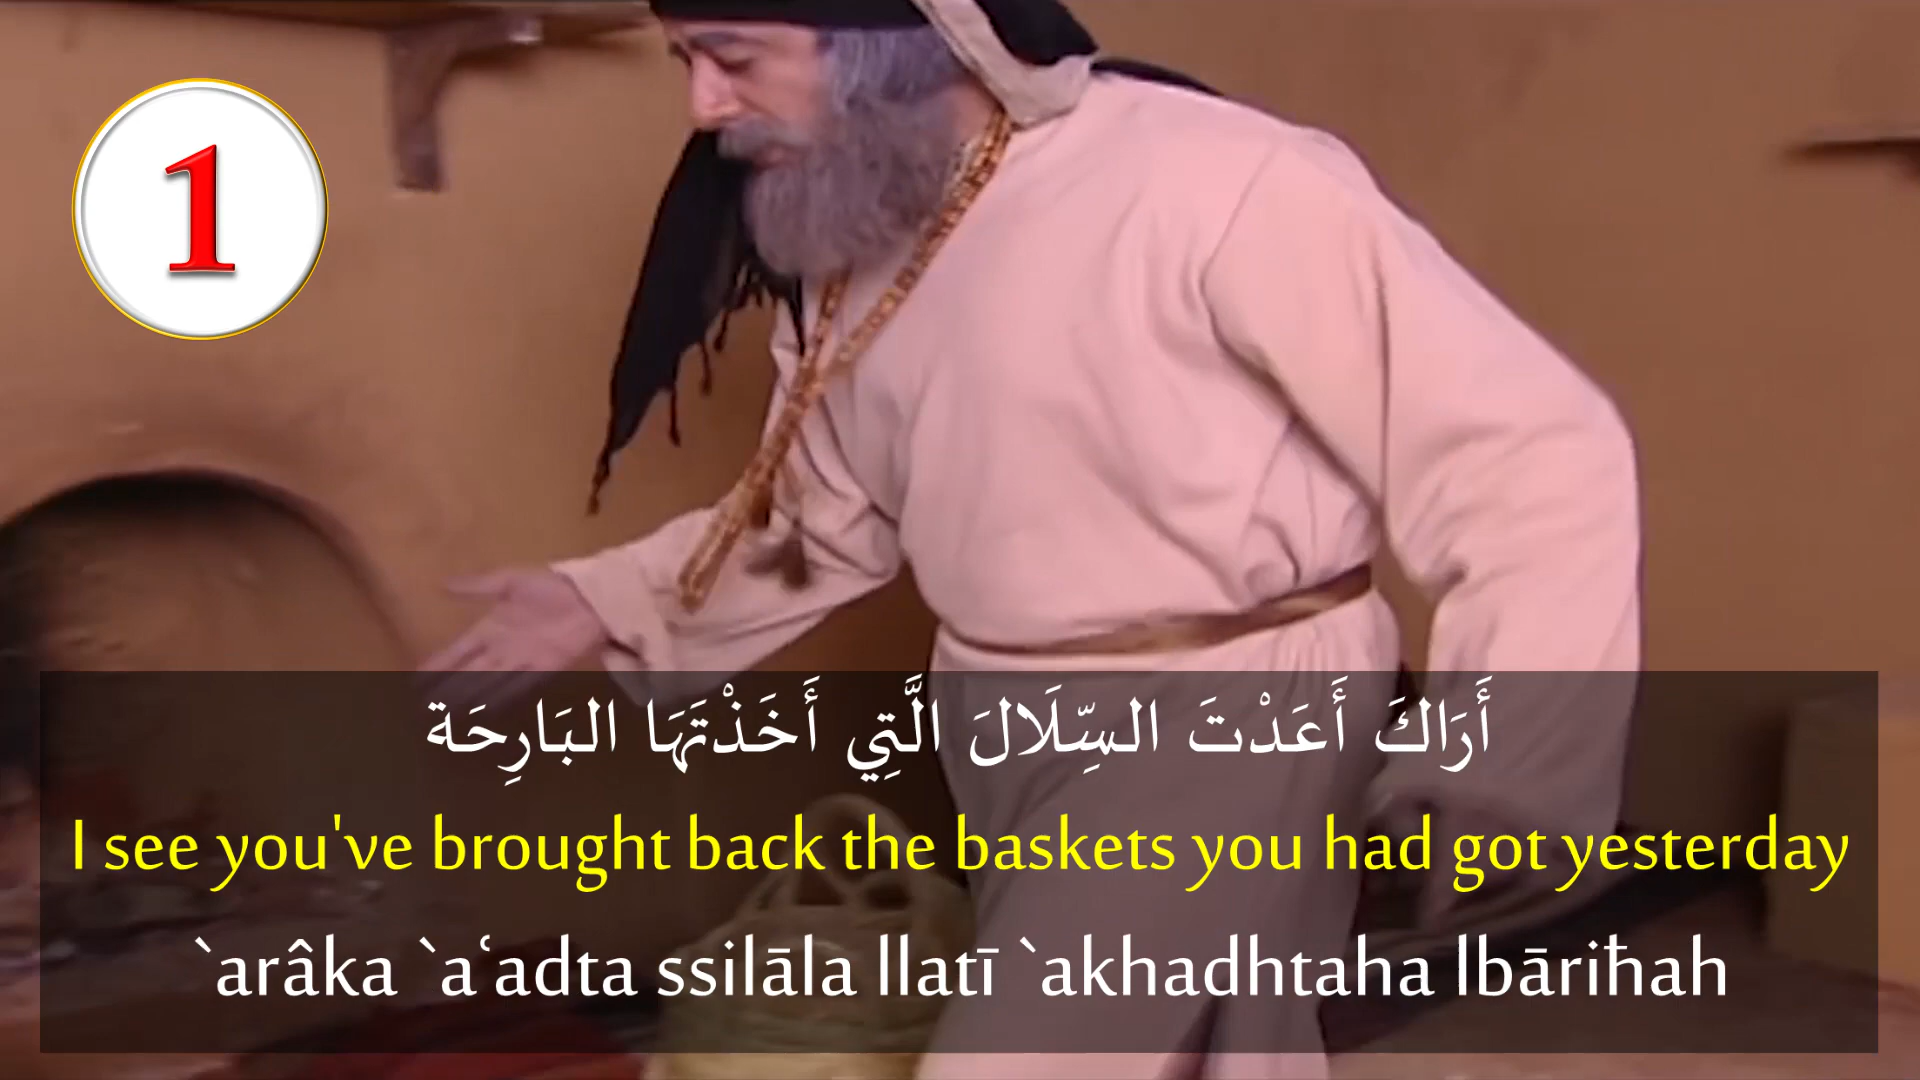 1
أَرَاكَ أَعَدْتَ السِّلَالَ الَّتِي أَخَذْتَهَا البَارِحَة
I see you've brought back the baskets you had got yesterday
`arâka `aʿadta ssilāla llatī `akhadhtaha lbāriħah